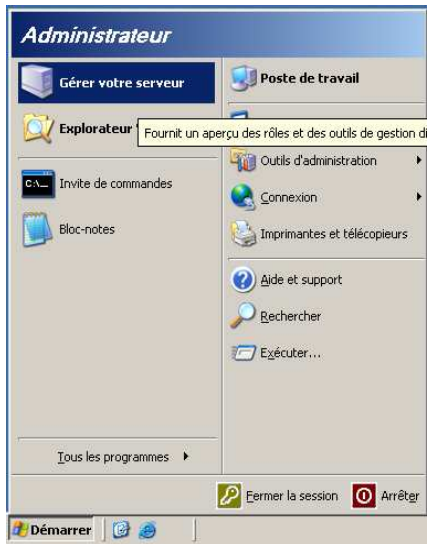 Administrateur
Gérer votre serveur
Explorateur
Invite de commandes
Bloc-notes
Tous les programmes
Poste de travail
Fournit un aperçu des rôles et des outils de gestion di
Outils d'administration
Connexion
Imprimantes et télécopieurs
Aide et support
Rechercher
Exécuter...
Fermer la session
Arrêter
Démarrer